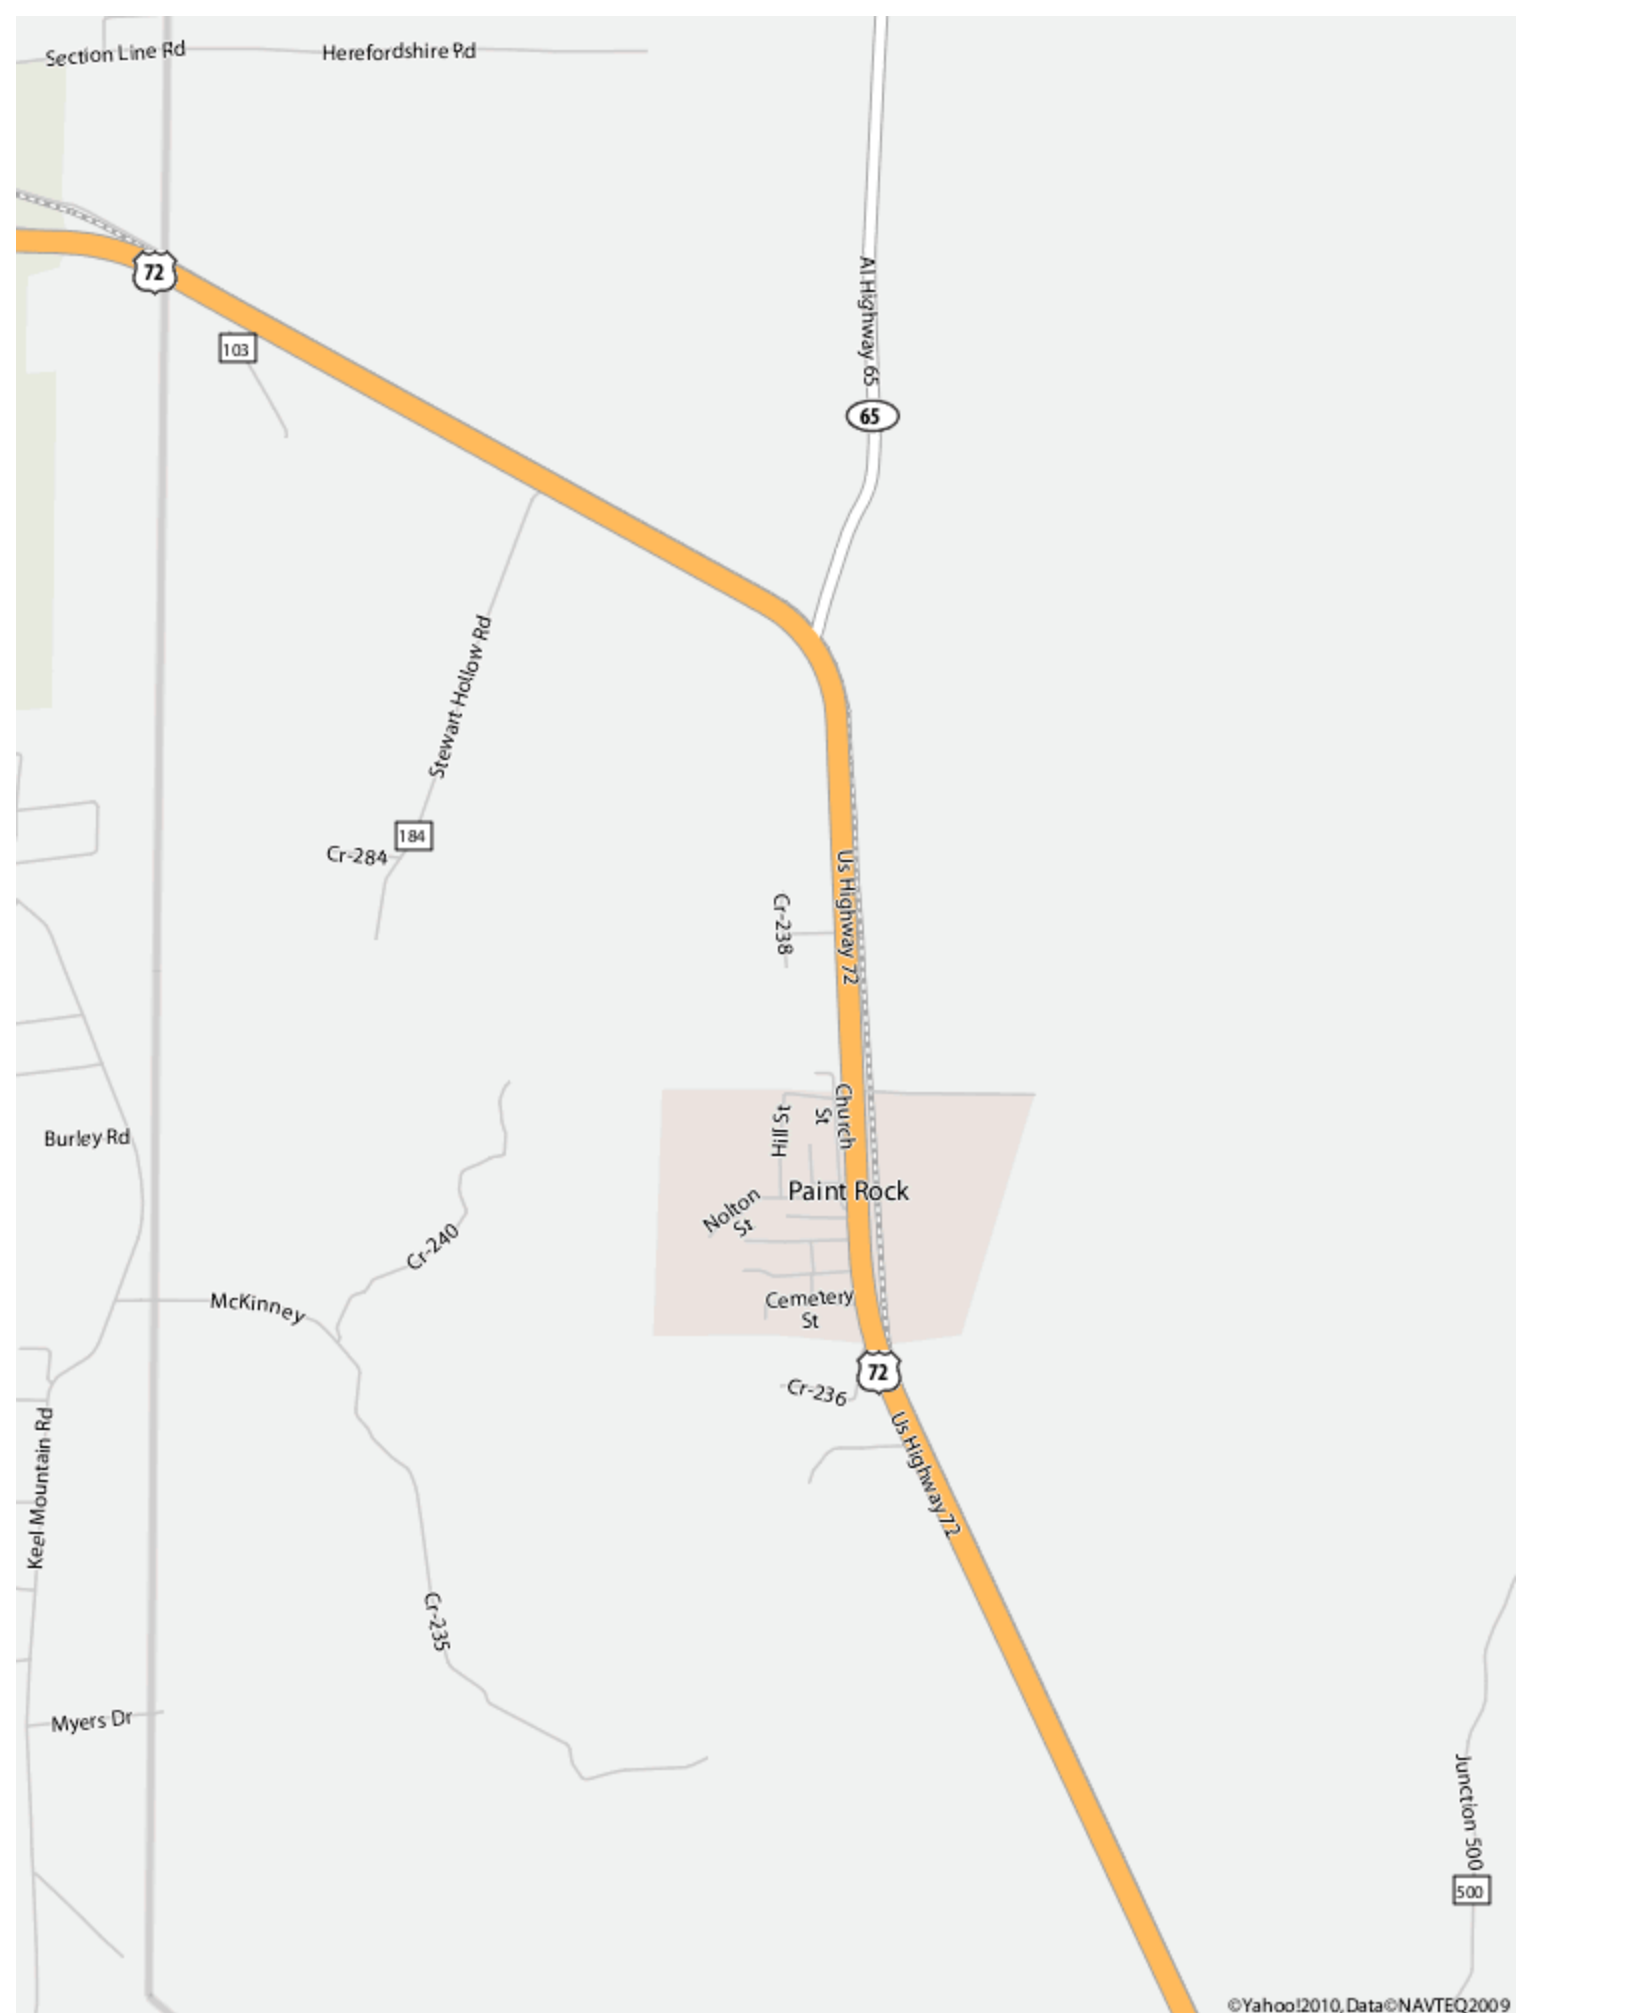 Section Line Rd
Herefordshire Rd
72
103
Al Highway 65
65
Stewart Hollow Rd
184
Cr-284
Cr-238
Us Highway 72
Church
St
Hill St
Paint Rock
Nolton
St
Burley Rd
Cr-240
McKinney
Cemetery
St
72
Cr-236
Us Highway 72
Keel Mountain Rd
Cr-235
Myers Dr
Junction 500
500
©Yahoo!2010, Data©NAVTEQ2009